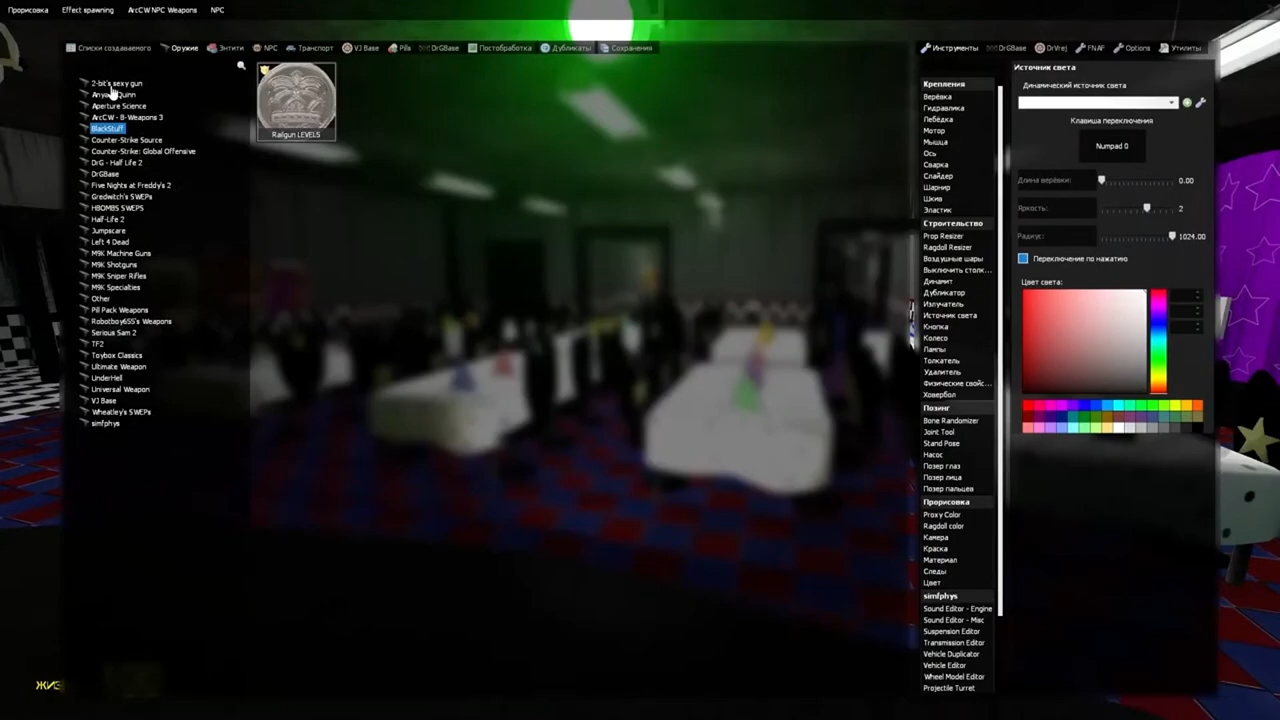 Прорисовка Effect spawning ArcCW NPC Weapons NPC
Списки создаваемого Оружие Энтити NPC Транспорт VJ Base Pills DrGBase Постобработка Дубликаты Сохранения
2-bit's sexy gun
Aperture Science
ArcCW - B-Weapons 3
BlackStuff
Counter-Strike Source
Counter-Strike: Global Offensive
DrG - Half Life 2
DrGBase
Five Nights at Freddy's 2
Gredwitch's SWEPs
HBOMBS SWEPS
Half-Life 2
Jumpscare
Left 4 Dead
M9K Machine Guns
M9K Shotguns
M9K Sniper Rifles
M9K Specialties
Other
Pill Pack Weapons
Robotboy655's Weapons
Serious Sam 2
TF2
Toybox Classics
Ultimate Weapon
UnderHell
Universal Weapon
VJ Base
Wheatley's SWEPs
simfphys
Railgun LEVEL5
Инструменты DrGBase DrVrej FNAF Options Утилиты
Крепления
Верёвка
Гидравлика
Лебёдка
Мотор
Мышца
Ось
Сварка
Слайдер
Шарнир
Шкив
Эластик
Строительство
Prop Resizer
Ragdoll Resizer
Воздушные шары
Выключить столк...
Динамит
Дубликатор
Излучатель
Источник света
Кнопка
Колесо
Лампы
Толкатель
Удалитель
Физические свойс...
Ховербол
Позинг
Bone Randomizer
Joint Tool
Stand Pose
Насос
Позер глаз
Позер лица
Позер пальцев
Прорисовка
Proxy Color
Ragdoll color
Камера
Краска
Материал
Следы
Цвет
simfphys
Sound Editor - Engine
Sound Editor - Misc
Suspension Editor
Transmission Editor
Vehicle Duplicator
Vehicle Editor
Wheel Model Editor
Projectile Turret
Источник света
Динамический источник света
Клавиша переключения
Numpad 0
Длина верёвки: 0.00
Яркость: 2
Радиус: 1024.00
Переключение по нажатию
Цвет света: